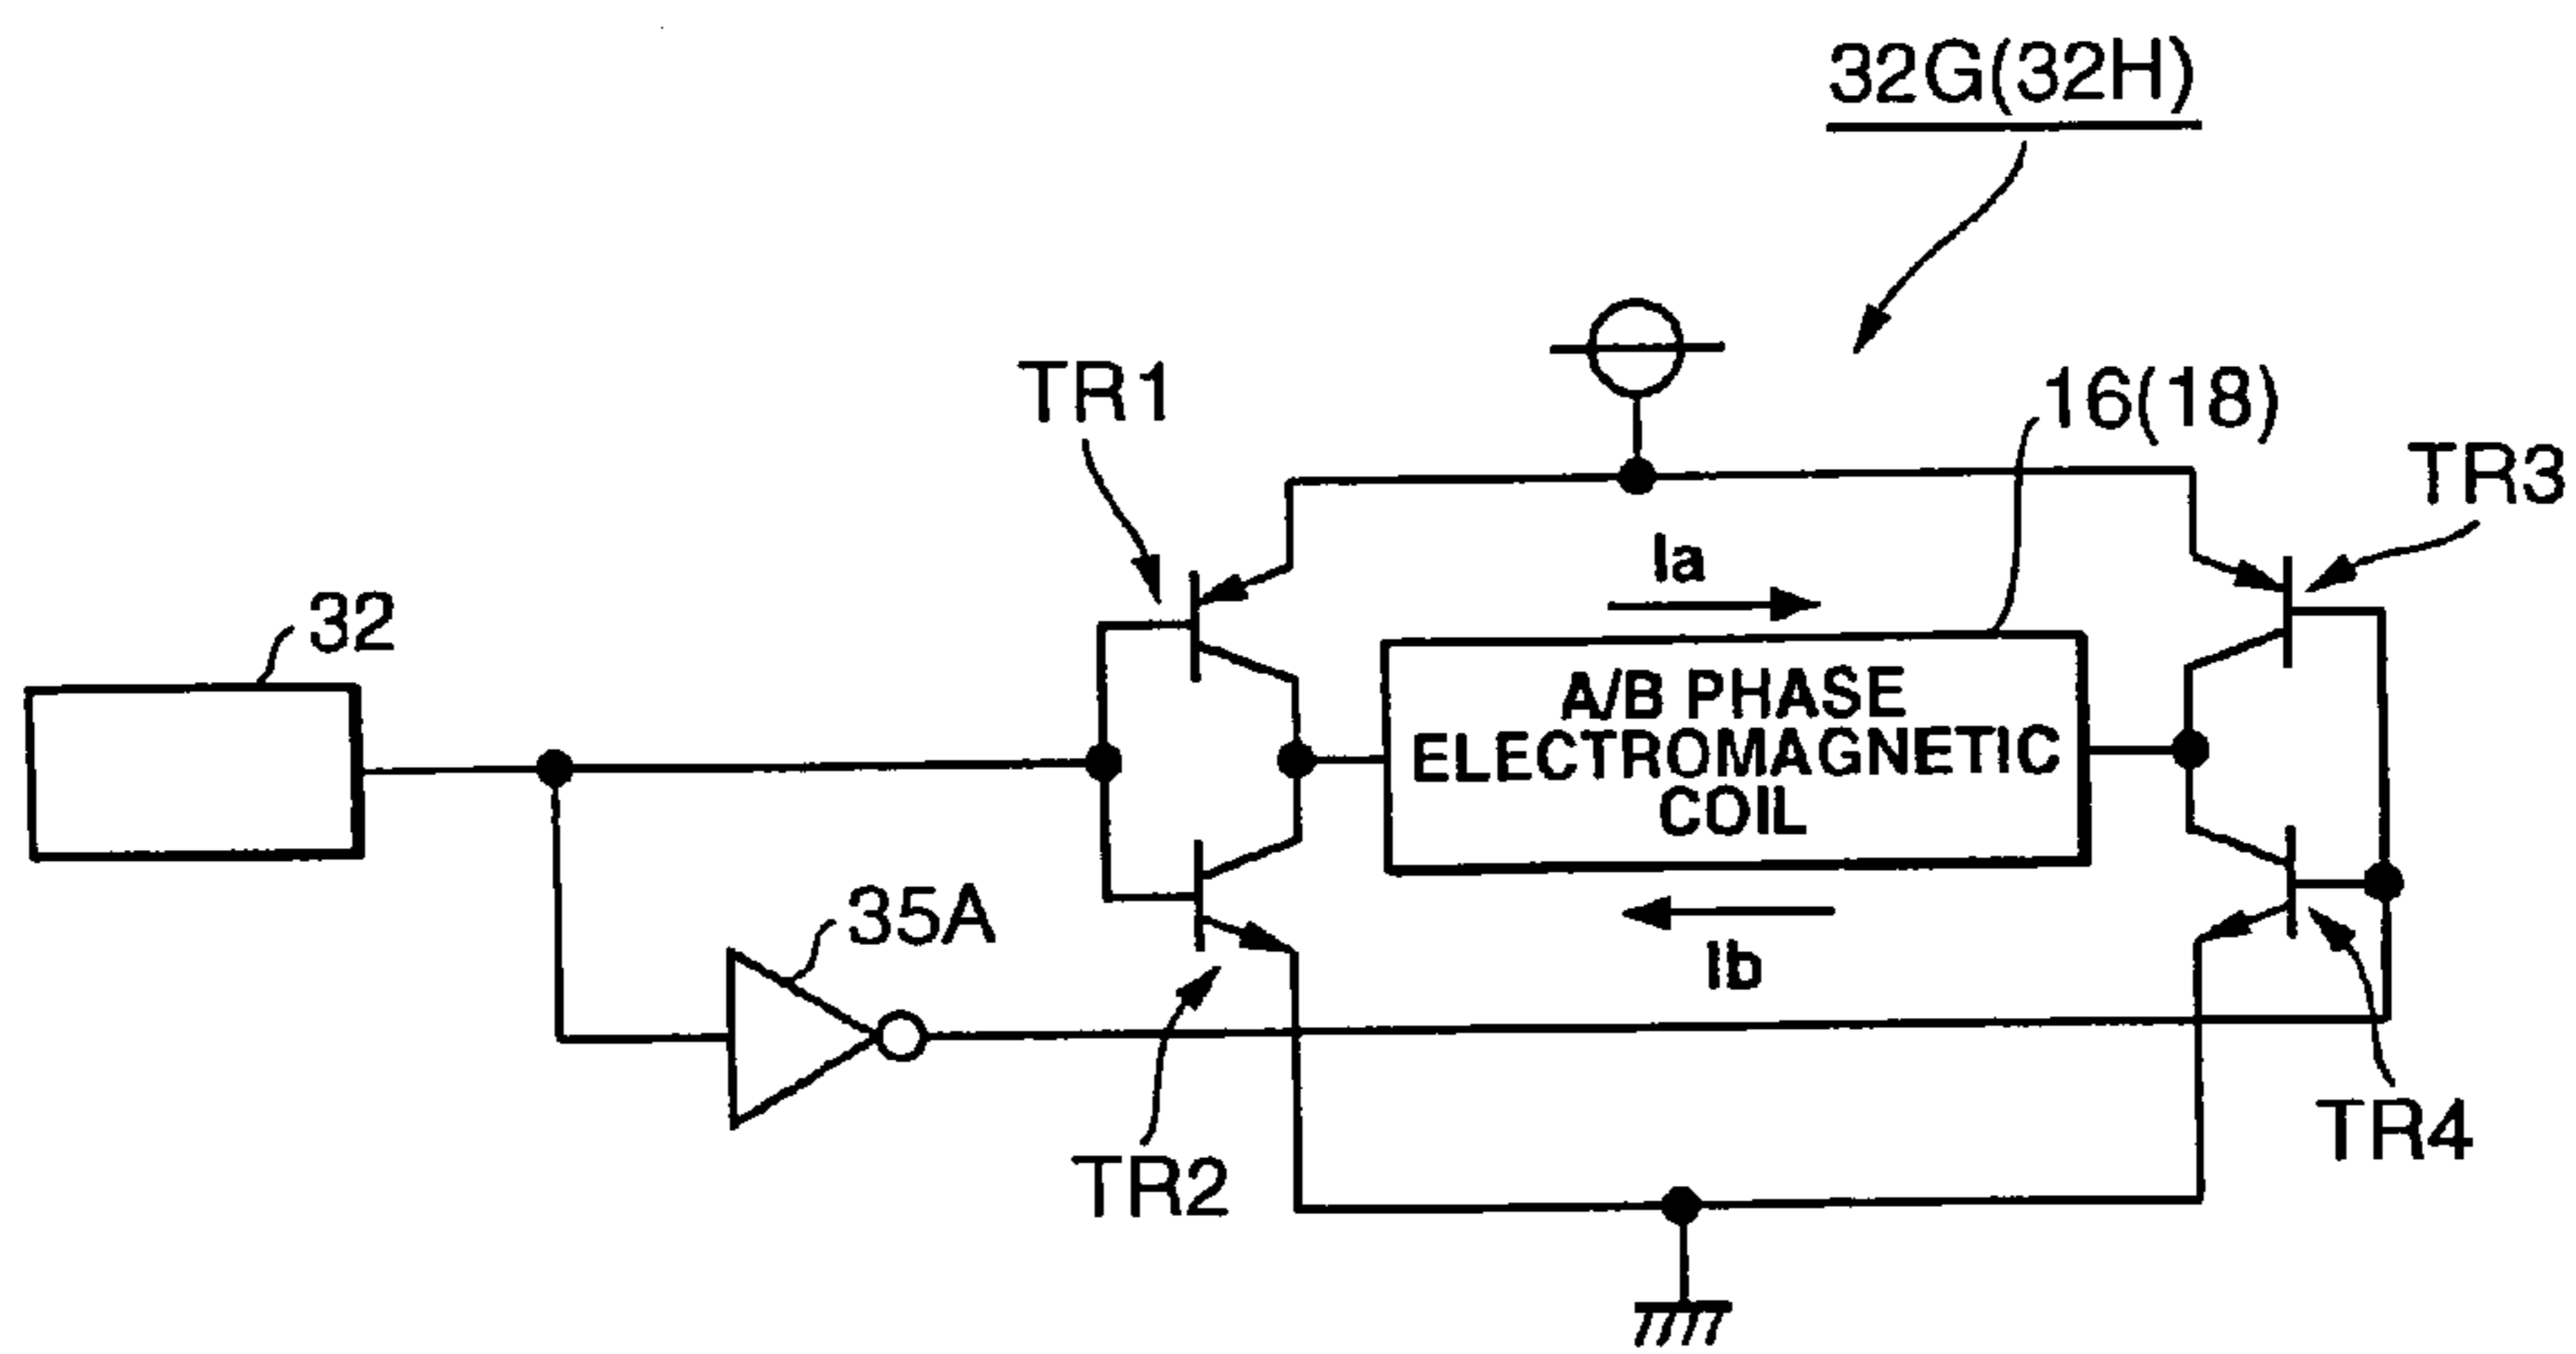 32G(32H)
TR1
16(18)
TR3
Ia
32
A/B PHASE
ELECTROMAGNETIC
COIL
35A
Ib
TR2
TR4